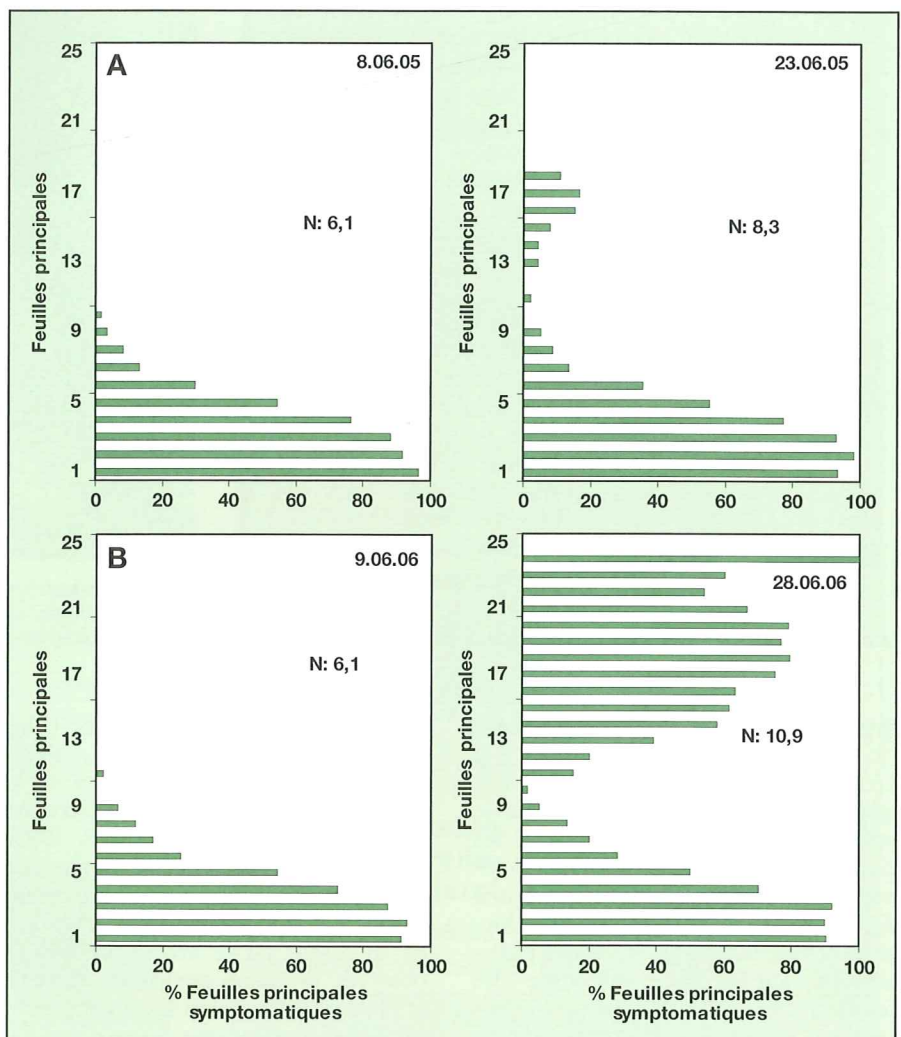 A
8.06.05
25
21
17
13
9
5
1
Feuilles principales
N: 6,1
0 20 40 60 80 100
23.06.05
25
21
17
13
9
5
1
Feuilles principales
N: 8,3
0 20 40 60 80 100
B
9.06.06
25
21
17
13
9
5
1
Feuilles principales
N: 6,1
0 20 40 60 80 100
% Feuilles principales
symptomatiques
28.06.06
25
21
17
13
9
5
1
Feuilles principales
N: 10,9
0 20 40 60 80 100
% Feuilles principales
symptomatiques